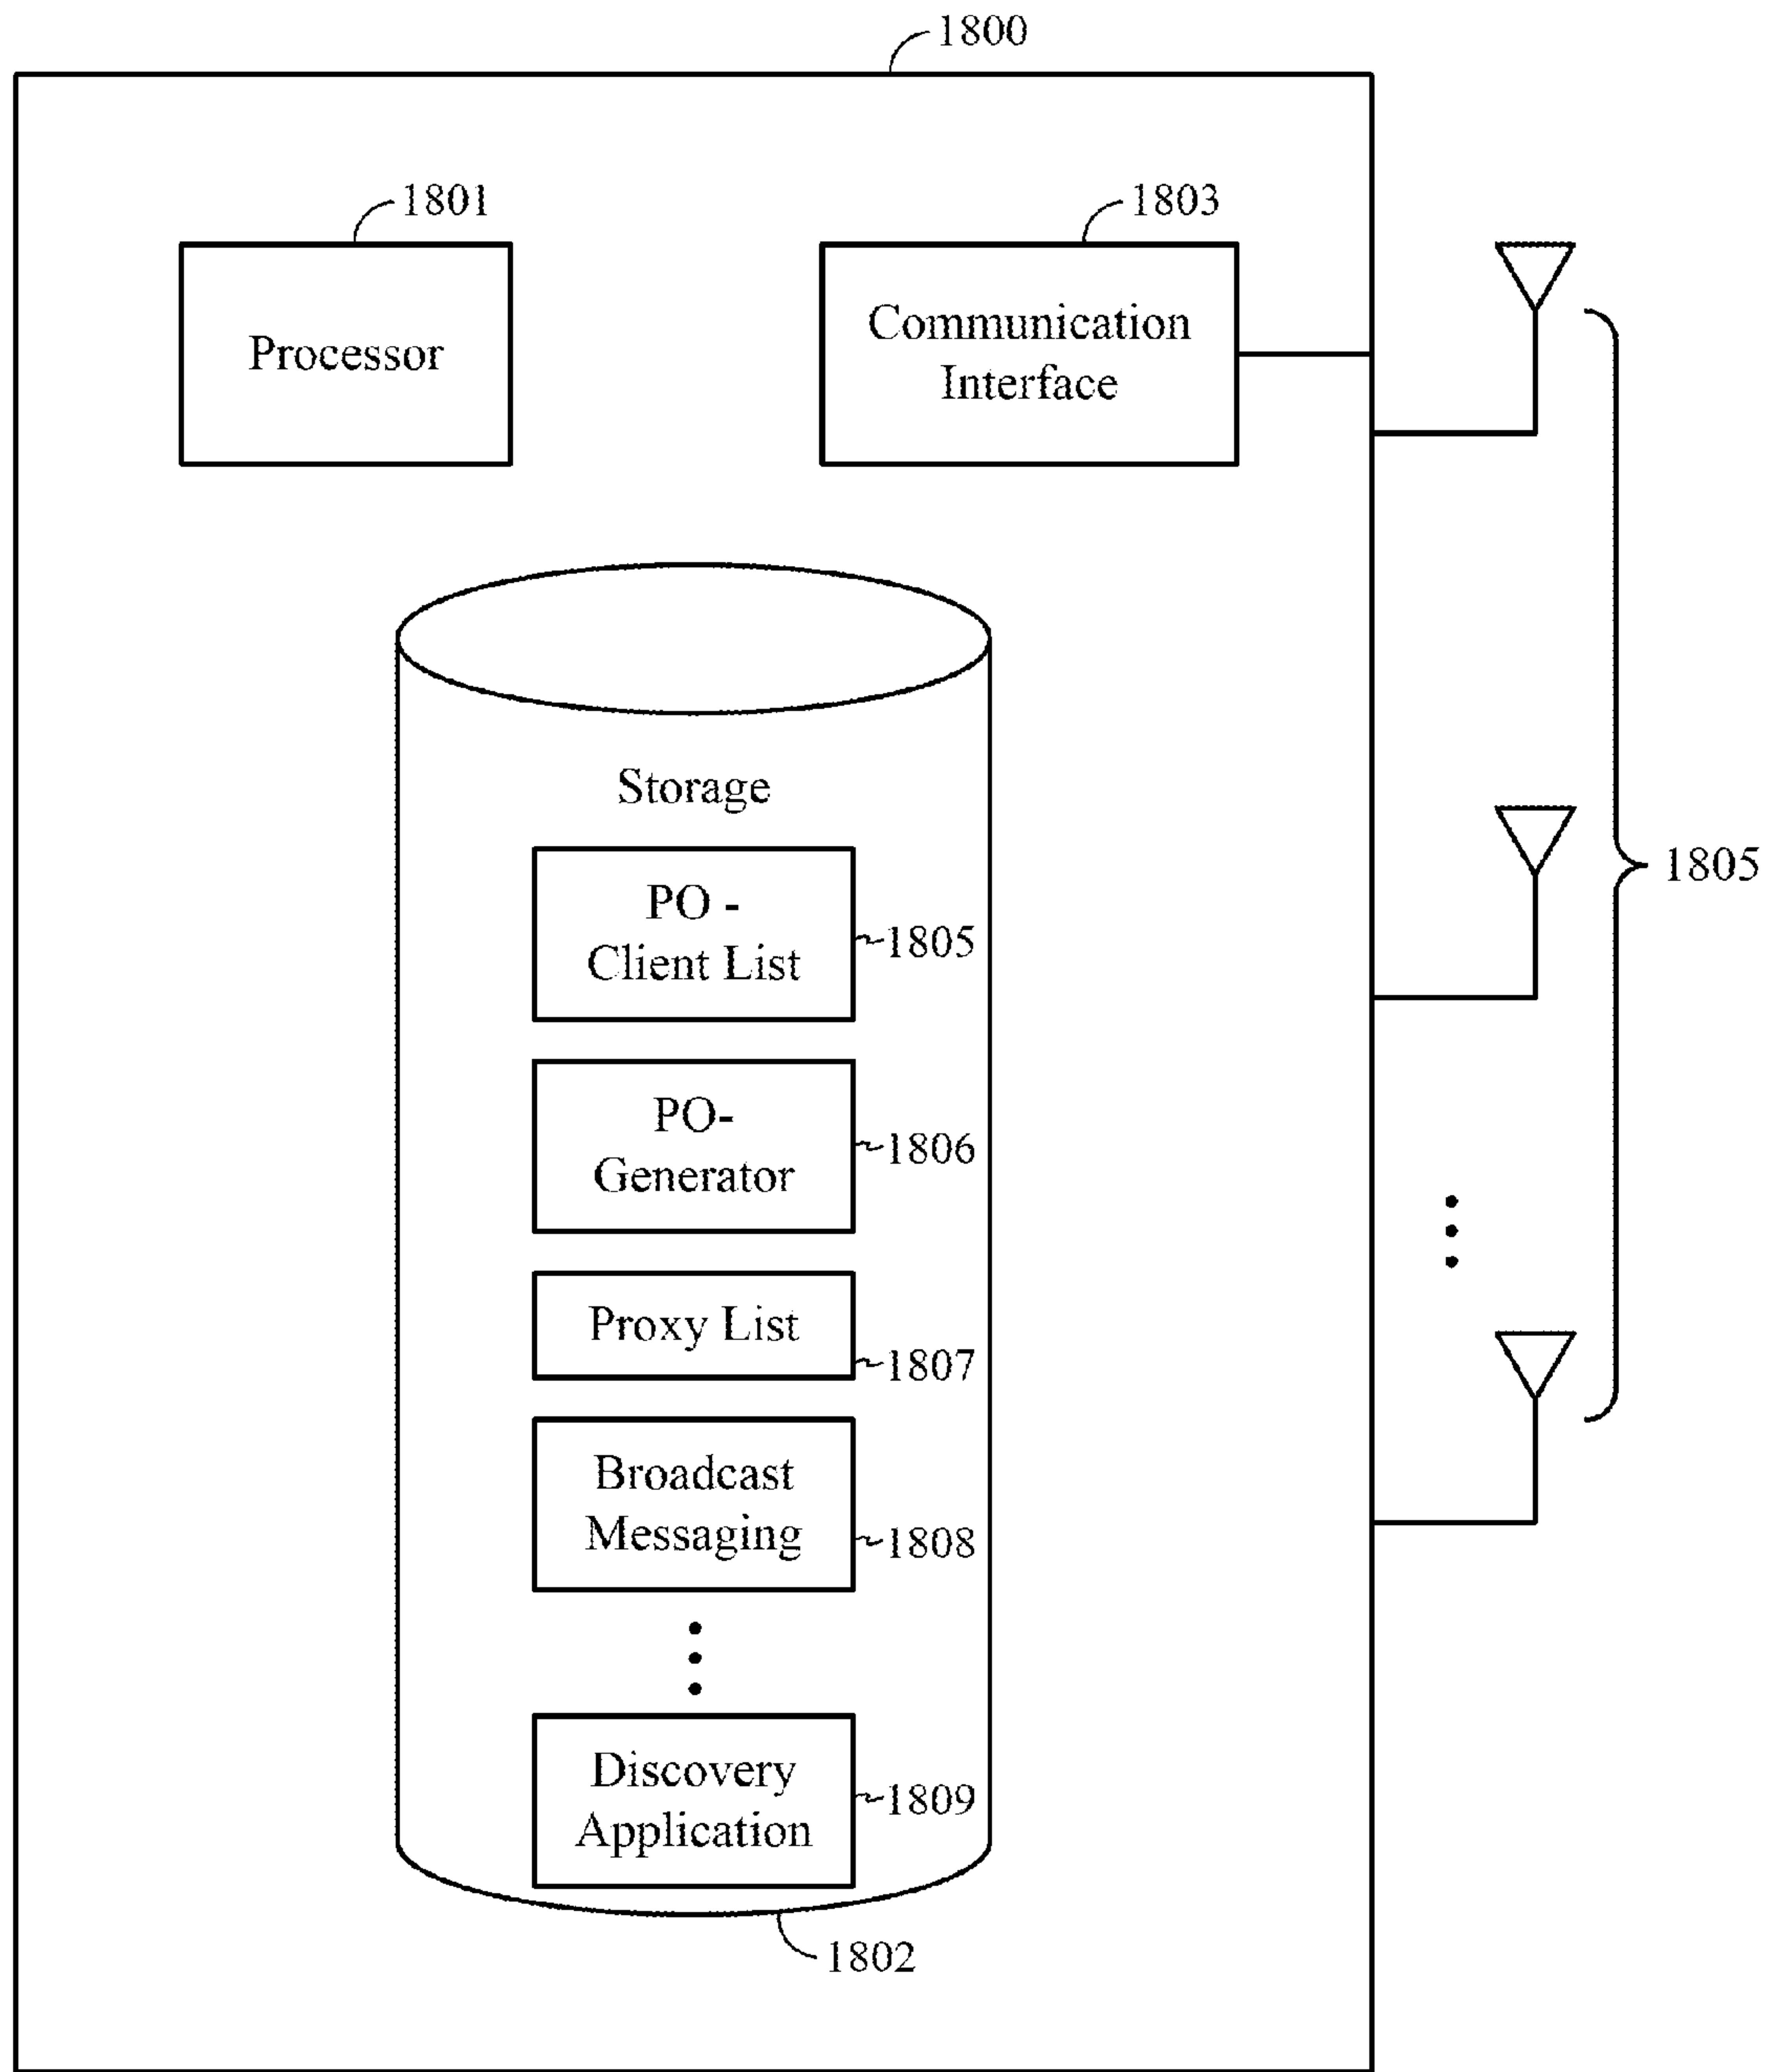 1800
1801
1803
Processor
Communication
Interface
Storage
PO -
Client List
1805
1805
PO-
Generator
1806
Proxy List
1807
Broadcast
Messaging
1808
Discovery
Application
1809
1802